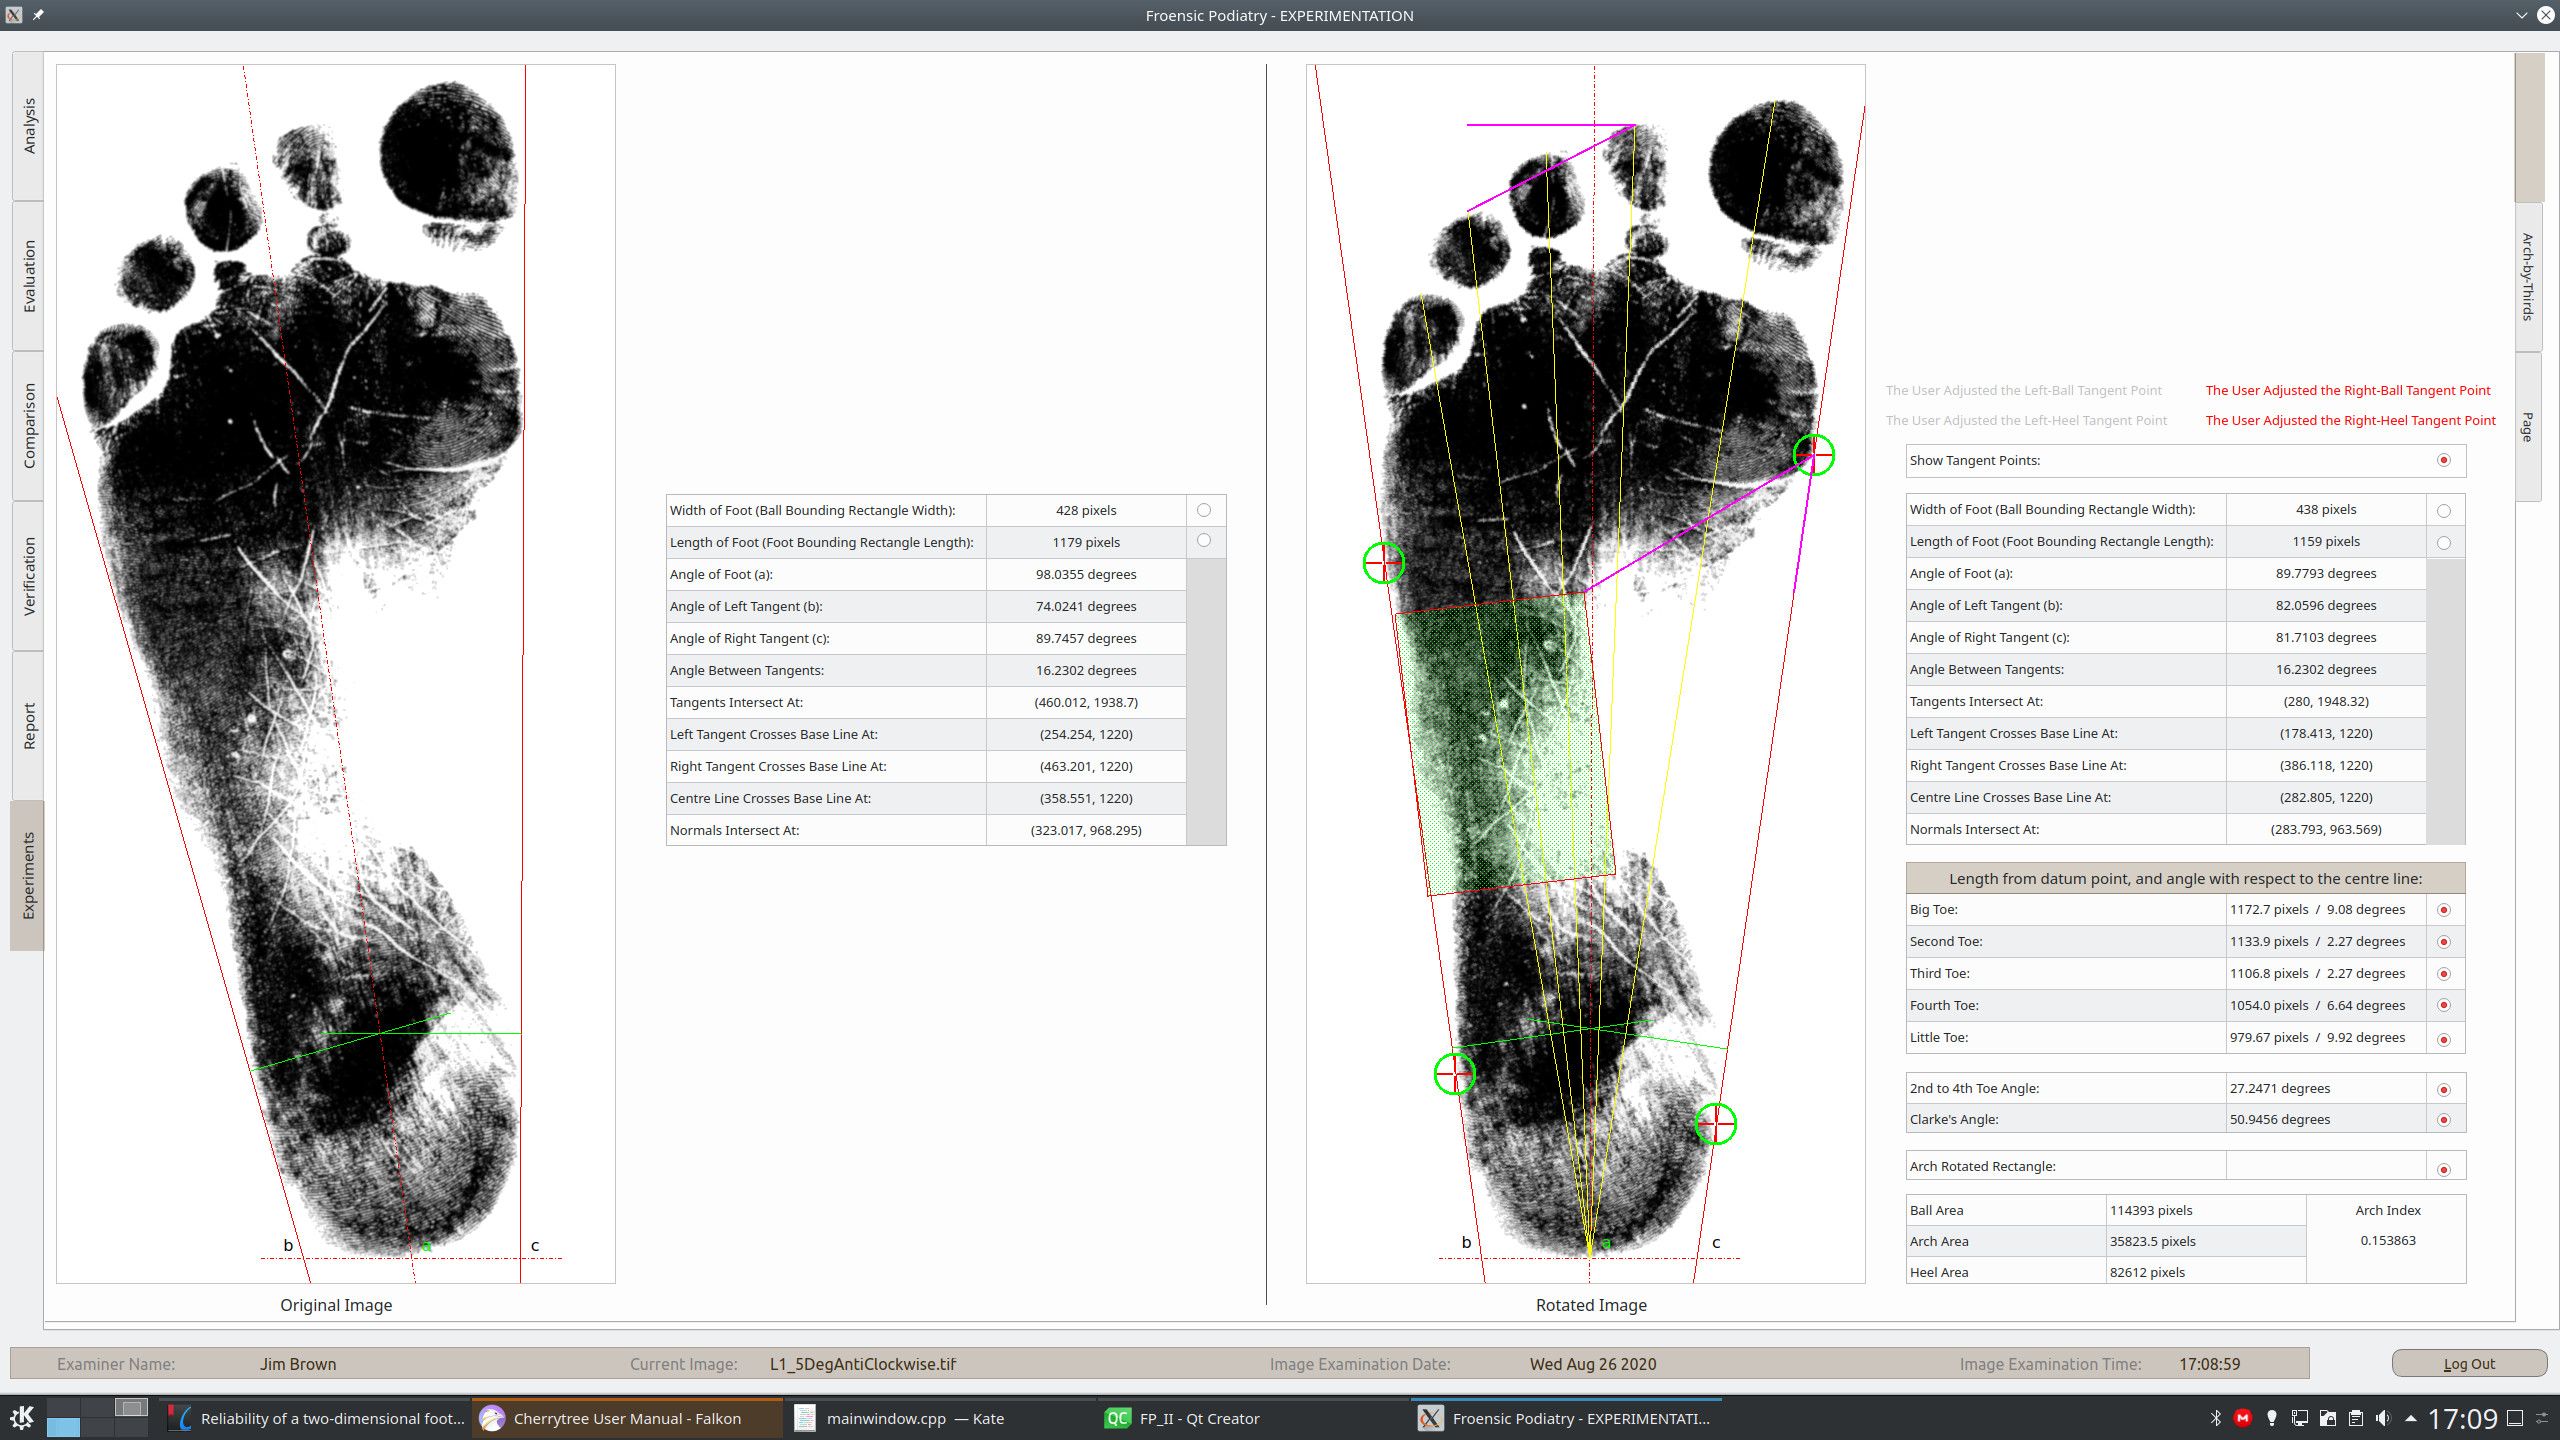 Froensic Podiatry - EXPERIMENTATION
Analysis
Evaluation
Comparison
Verification
Report
Experiments
b
a
c
Original Image
Width of Foot (Ball Bounding Rectangle Width): 428 pixels
Length of Foot (Foot Bounding Rectangle Length): 1179 pixels
Angle of Foot (a): 98.0355 degrees
Angle of Left Tangent (b): 74.0241 degrees
Angle of Right Tangent (c): 89.7457 degrees
Angle Between Tangents: 16.2302 degrees
Tangents Intersect At: (460.012, 1938.7)
Left Tangent Crosses Base Line At: (254.254, 1220)
Right Tangent Crosses Base Line At: (463.201, 1220)
Centre Line Crosses Base Line At: (358.551, 1220)
Normals Intersect At: (323.017, 968.295)
b
a
c
Rotated Image
Arch-by-Thirds
Page
The User Adjusted the Left-Ball Tangent Point The User Adjusted the Right-Ball Tangent Point
The User Adjusted the Left-Heel Tangent Point The User Adjusted the Right-Heel Tangent Point
Show Tangent Points:
Width of Foot (Ball Bounding Rectangle Width): 438 pixels
Length of Foot (Foot Bounding Rectangle Length): 1159 pixels
Angle of Foot (a): 89.7793 degrees
Angle of Left Tangent (b): 82.0596 degrees
Angle of Right Tangent (c): 81.7103 degrees
Angle Between Tangents: 16.2302 degrees
Tangents Intersect At: (280, 1948.32)
Left Tangent Crosses Base Line At: (178.413, 1220)
Right Tangent Crosses Base Line At: (386.118, 1220)
Centre Line Crosses Base Line At: (282.805, 1220)
Normals Intersect At: (283.793, 963.569)
Length from datum point, and angle with respect to the centre line:
Big Toe: 1172.7 pixels / 9.08 degrees
Second Toe: 1133.9 pixels / 2.27 degrees
Third Toe: 1106.8 pixels / 2.27 degrees
Fourth Toe: 1054.0 pixels / 6.64 degrees
Little Toe: 979.67 pixels / 9.92 degrees
2nd to 4th Toe Angle: 27.2471 degrees
Clarke's Angle: 50.9456 degrees
Arch Rotated Rectangle:
Ball Area 114393 pixels Arch Index
Arch Area 35823.5 pixels 0.153863
Heel Area 82612 pixels
Examiner Name: Jim Brown Current Image: L1_5DegAntiClockwise.tif Image Examination Date: Wed Aug 26 2020 Image Examination Time: 17:08:59 Log Out
Reliability of a two-dimensional foot... Cherrytree User Manual - Falkon mainwindow.cpp — Kate QC FP_II - Qt Creator Froensic Podiatry - EXPERIMENTATI... 17:09